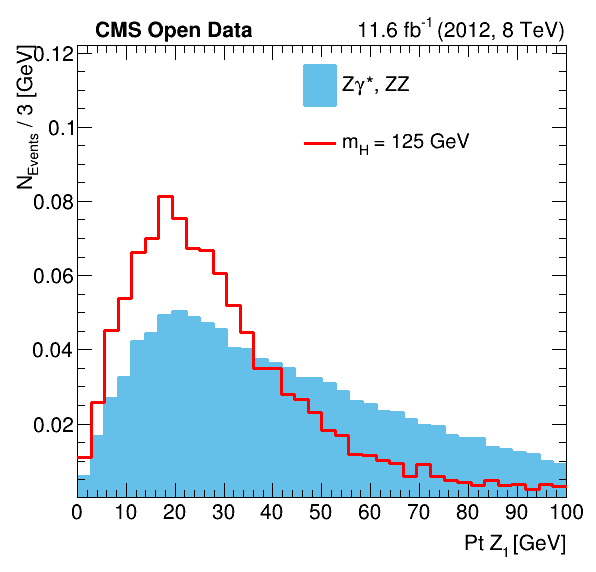 CMS Open Data 11.6 fb⁻¹ (2012, 8 TeV)
N_Events / 3 [GeV]
0.12
0.1
0.08
0.06
0.04
0.02
Zγ*, ZZ
m_H = 125 GeV
0 10 20 30 40 50 60 70 80 90 100
Pt Z₁ [GeV]